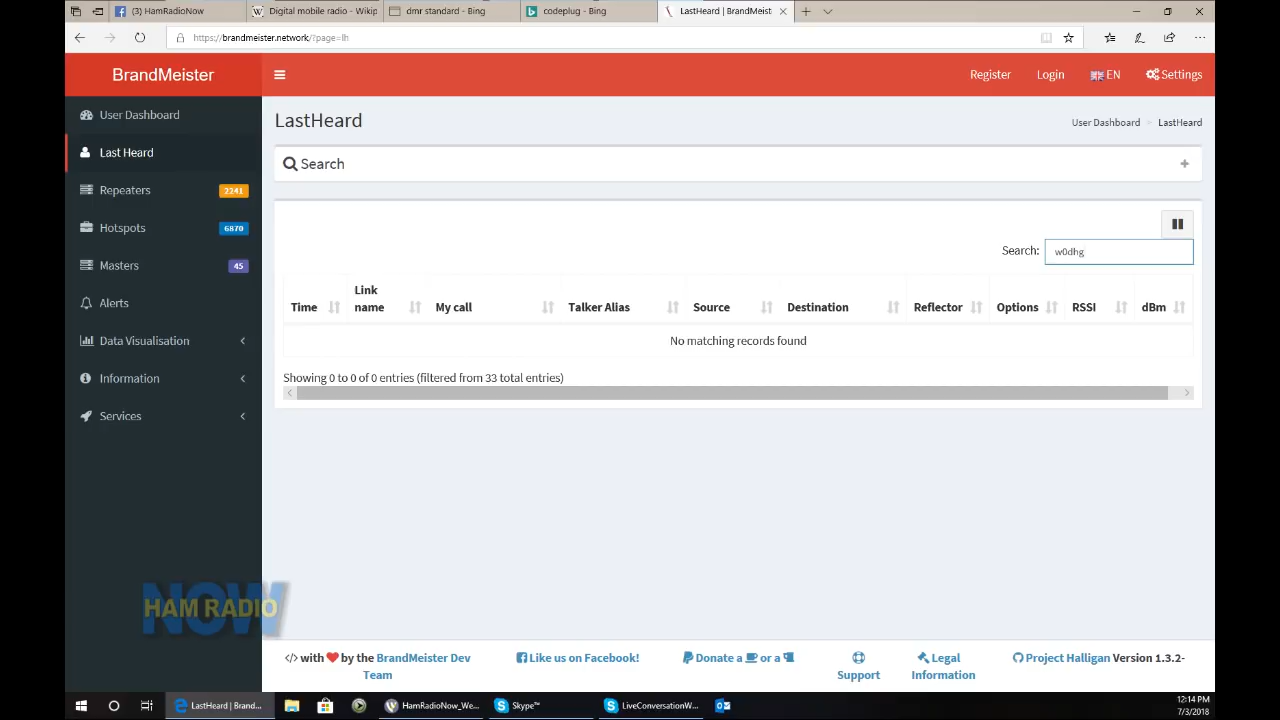 (3) HamRadioNow
Digital mobile radio - Wikip
dmr standard - Bing
codeplug - Bing
LastHeard | BrandMeist
https://brandmeister.network/?page=lh
BrandMeister
Register
Login
EN
Settings
User Dashboard
Last Heard
Repeaters 2241
Hotspots 6870
Masters 45
Alerts
Data Visualisation
Information
Services
LastHeard
User Dashboard
LastHeard
Search
Search: w0dhg
Time
Link name
My call
Talker Alias
Source
Destination
Reflector
Options
RSSI
dBm
No matching records found
Showing 0 to 0 of 0 entries (filtered from 33 total entries)
NOW
HAM RADIO
</> with by the BrandMeister Dev
Team
Like us on Facebook!
Donate a or a
Support
Legal
Information
Project Halligan Version 1.3.2-
LastHeard | Brand...
HamRadioNow_We...
Skype™
LiveConversationW...
12:14 PM
7/3/2018